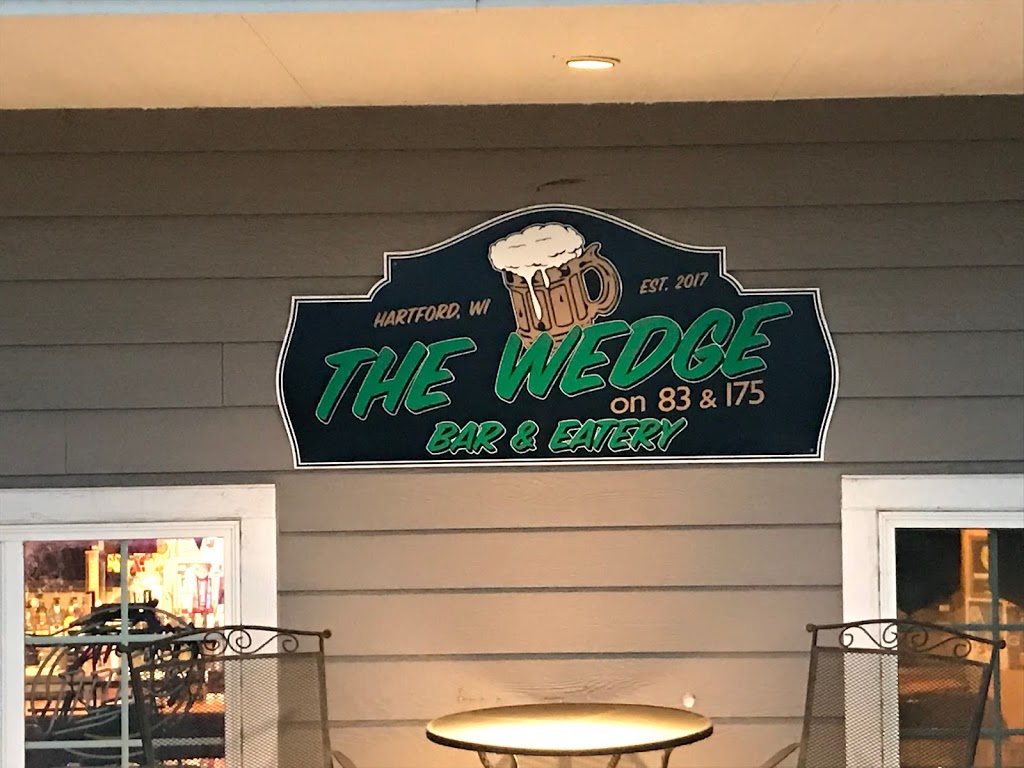 HARTFORD, WI
EST. 2017
THE WEDGE
on 83 & 175
BAR & EATERY